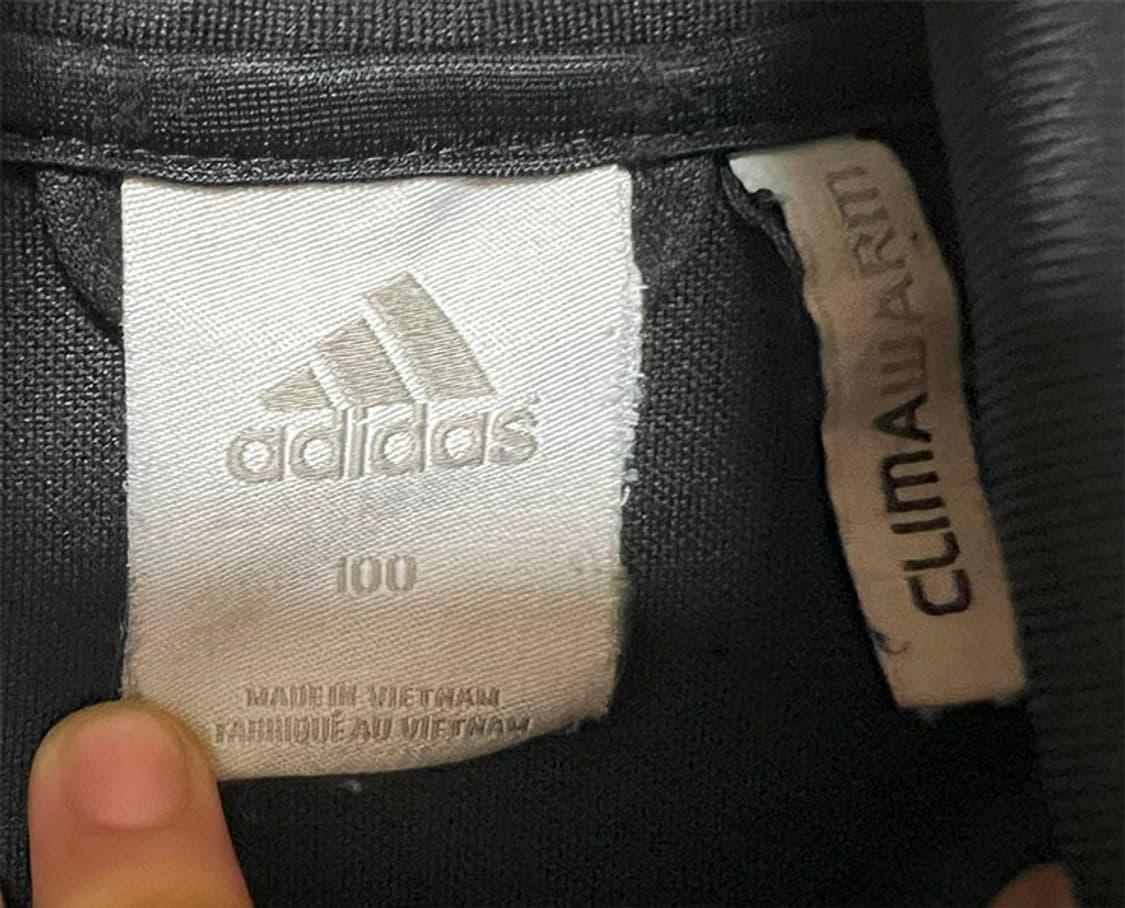 adidas
100
MADE IN VIETNAM
FABRIQUÉ AU VIETNAM
CLIMAWARM